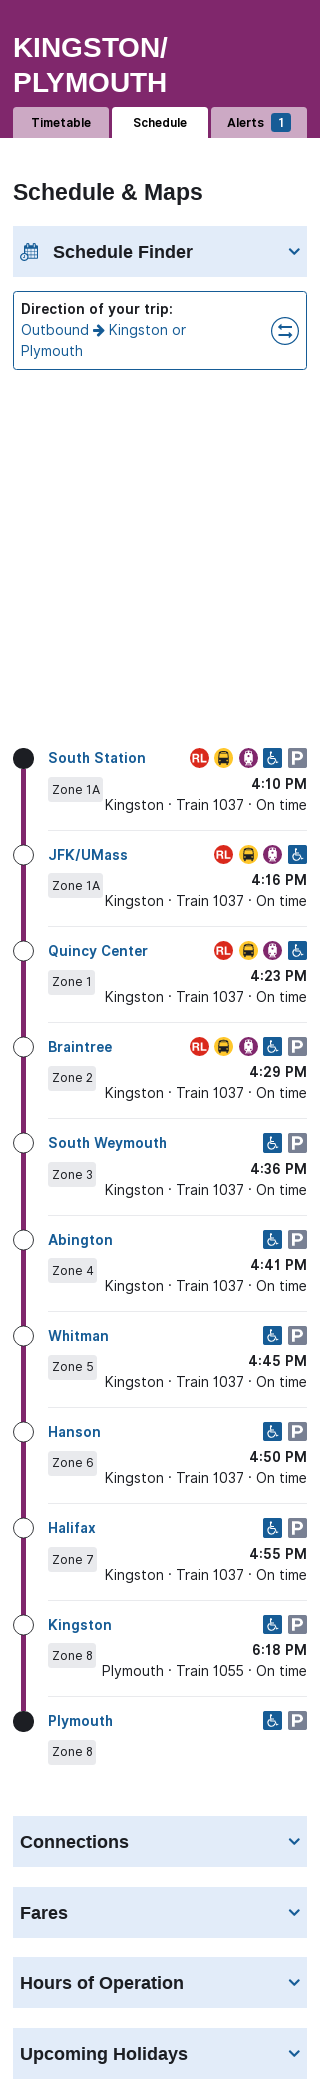 KINGSTON/
PLYMOUTH
Timetable Schedule Alerts 1
Schedule & Maps
Schedule Finder
Direction of your trip:
Outbound → Kingston or
Plymouth
South Station RL P
Zone 1A 4:10 PM
Kingston · Train 1037 · On time
JFK/UMass RL
Zone 1A 4:16 PM
Kingston · Train 1037 · On time
Quincy Center RL
Zone 1 4:23 PM
Kingston · Train 1037 · On time
Braintree RL P
Zone 2 4:29 PM
Kingston · Train 1037 · On time
South Weymouth P
Zone 3 4:36 PM
Kingston · Train 1037 · On time
Abington P
Zone 4 4:41 PM
Kingston · Train 1037 · On time
Whitman P
Zone 5 4:45 PM
Kingston · Train 1037 · On time
Hanson P
Zone 6 4:50 PM
Kingston · Train 1037 · On time
Halifax P
Zone 7 4:55 PM
Kingston · Train 1037 · On time
Kingston P
Zone 8 6:18 PM
Plymouth · Train 1055 · On time
Plymouth P
Zone 8
Connections
Fares
Hours of Operation
Upcoming Holidays